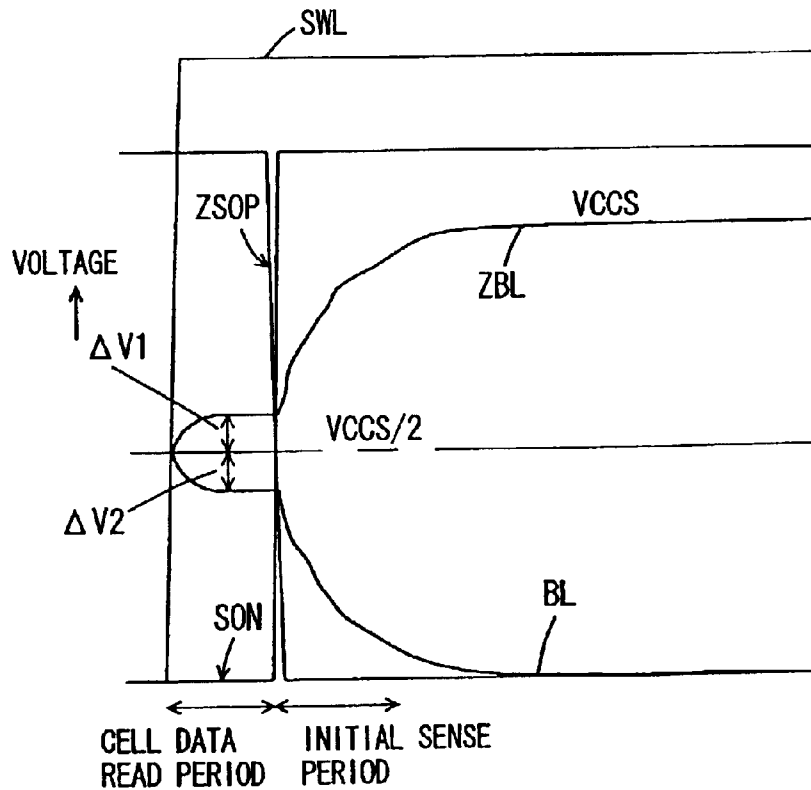 SWL
ZSOP
VCCS
VOLTAGE
ZBL
ΔV1
VCCS/2
ΔV2
SON
BL
CELL DATA
READ PERIOD
INITIAL SENSE
PERIOD